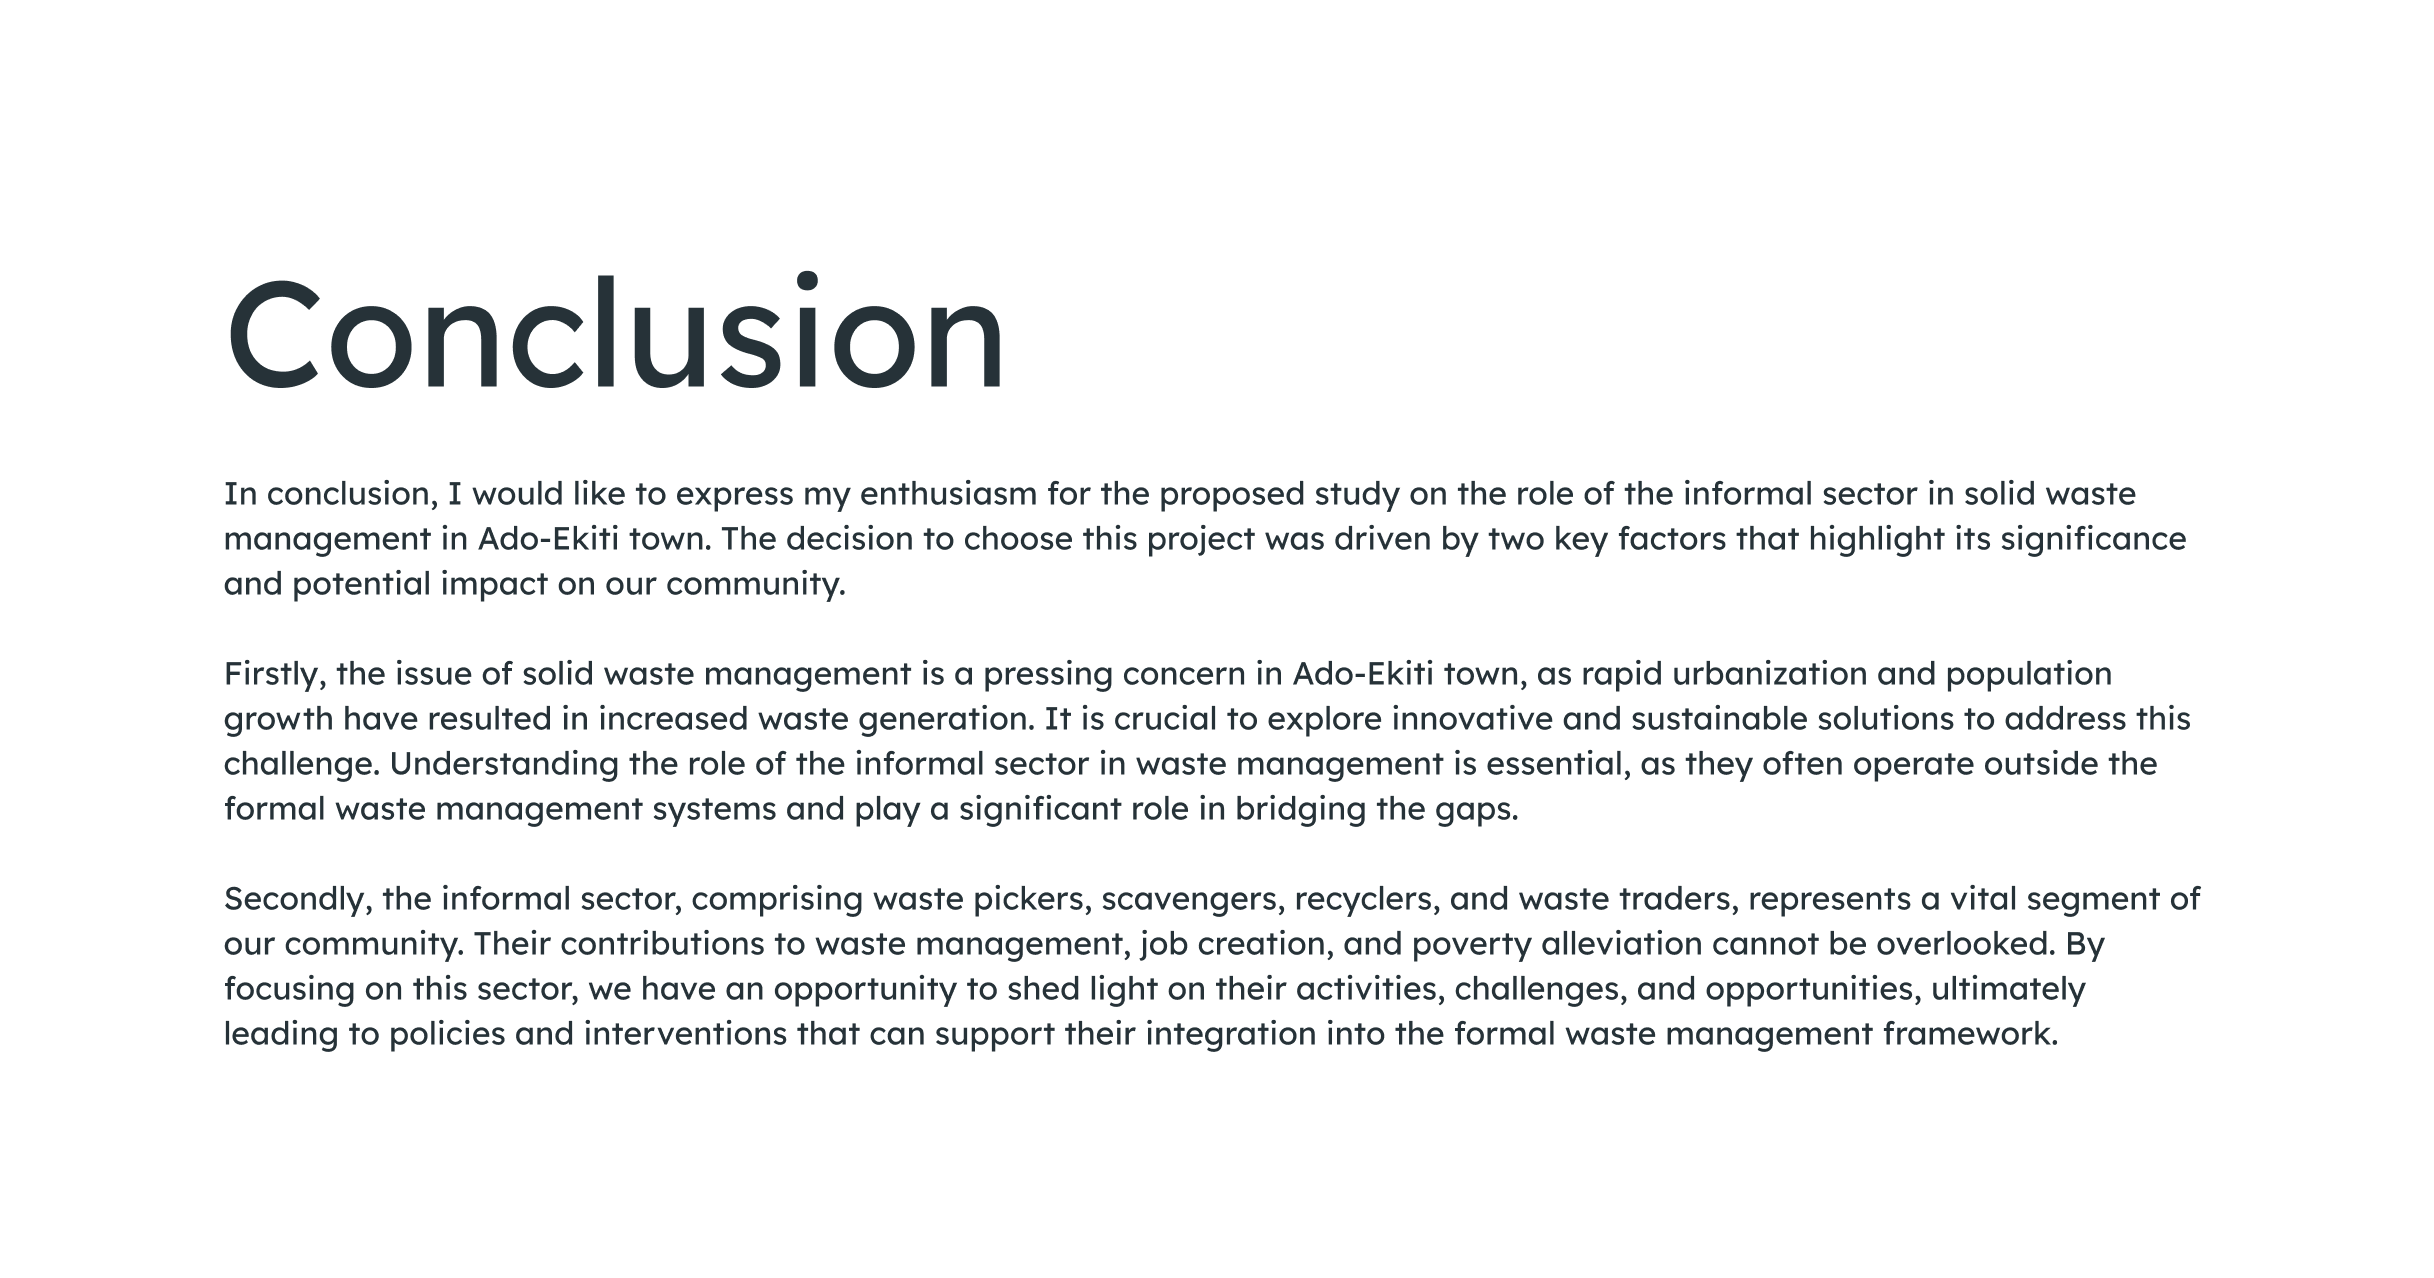 Conclusion
In conclusion, I would like to express my enthusiasm for the proposed study on the role of the informal sector in solid waste
management in Ado-Ekiti town. The decision to choose this project was driven by two key factors that highlight its significance
and potential impact on our community.
Firstly, the issue of solid waste management is a pressing concern in Ado-Ekiti town, as rapid urbanization and population
growth have resulted in increased waste generation. It is crucial to explore innovative and sustainable solutions to address this
challenge. Understanding the role of the informal sector in waste management is essential, as they often operate outside the
formal waste management systems and play a significant role in bridging the gaps.
Secondly, the informal sector, comprising waste pickers, scavengers, recyclers, and waste traders, represents a vital segment of
our community. Their contributions to waste management, job creation, and poverty alleviation cannot be overlooked. By
focusing on this sector, we have an opportunity to shed light on their activities, challenges, and opportunities, ultimately
leading to policies and interventions that can support their integration into the formal waste management framework.